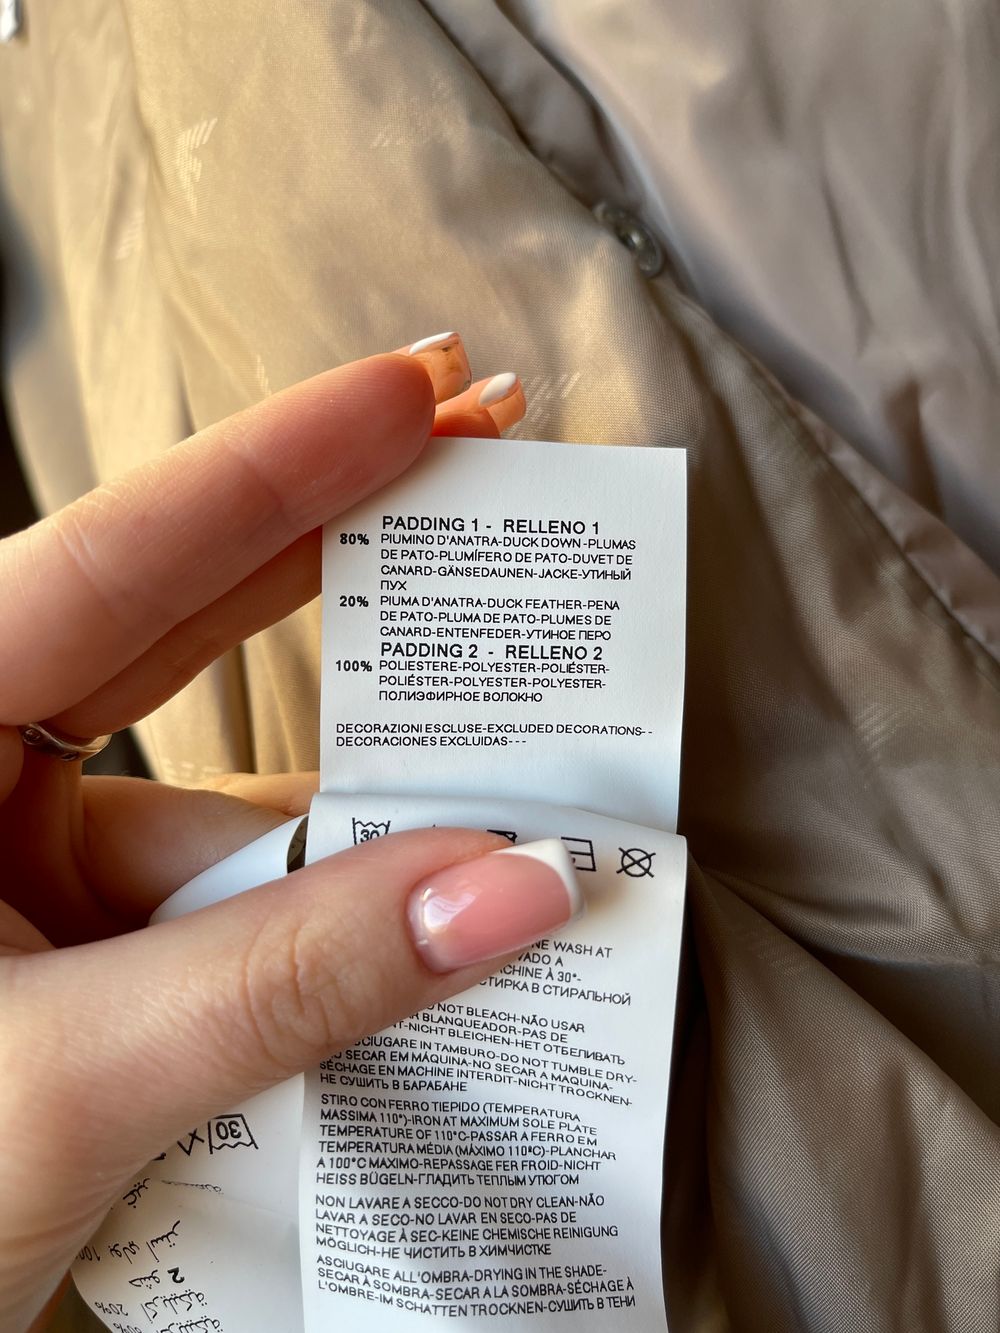 PADDING 1 - RELLENO 1
80% PIUMINO D'ANATRA-DUCK DOWN-PLUMAS
DE PATO-PLUMÍFERO DE PATO-DUVET DE
CANARD-GÄNSEDAUNEN-JACKE-УТИНЫЙ
ПУХ
20% PIUMA D'ANATRA-DUCK FEATHER-PENA
DE PATO-PLUMA DE PATO-PLUMES DE
CANARD-ENTENFEDER-УТИНОЕ ПЕРО
PADDING 2 - RELLENO 2
100% POLIESTERE-POLYESTER-POLIÉSTER-
POLIÉSTER-POLYESTER-POLYESTER-
ПОЛИЭФИРНОЕ ВОЛОКНО
DECORAZIONI ESCLUSE-EXCLUDED DECORATIONS--
DECORACIONES EXCLUIDAS---
30
WASH AT
A
À 30°-
В СТИРАЛЬНОЙ
NOT BLEACH-NÃO USAR
BLANQUEADOR-PAS DE
-NICHT BLEICHEN-НЕ ОТБЕЛИВАТЬ
IN TAMBURO-DO NOT TUMBLE DRY-
SECAR EM MÁQUINA-NO SECAR A MAQUINA-
SÉCHAGE EN MACHINE INTERDIT-NICHT TROCKNEN-
НЕ СУШИТЬ В БАРАБАНЕ
STIRO CON FERRO TIEPIDO (TEMPERATURA
MASSIMA 110°)-IRON AT MAXIMUM SOLE PLATE
TEMPERATURE OF 110°C-PASSAR A FERRO EM
TEMPERATURA MÉDIA (MÁXIMO 110ºC)-PLANCHAR
A 100°C MAXIMO-REPASSAGE FER FROID-NICHT
HEISS BÜGELN-ГЛАДИТЬ ТЕПЛЫМ УТЮГОМ
NON LAVARE A SECCO-DO NOT DRY CLEAN-NÃO
LAVAR A SECO-NO LAVAR EN SECO-PAS DE
NETTOYAGE À SEC-KEINE CHEMISCHE REINIGUNG
MÖGLICH-НЕ ЧИСТИТЬ В ХИМЧИСТКЕ
ASCIUGARE ALL'OMBRA-DRYING IN THE SHADE-
SECAR À SOMBRA-SECAR A LA SOMBRA-SÉCHAGE À
L'OMBRE-IM SCHATTEN TROCKNEN-СУШИТЬ В ТЕНИ
30